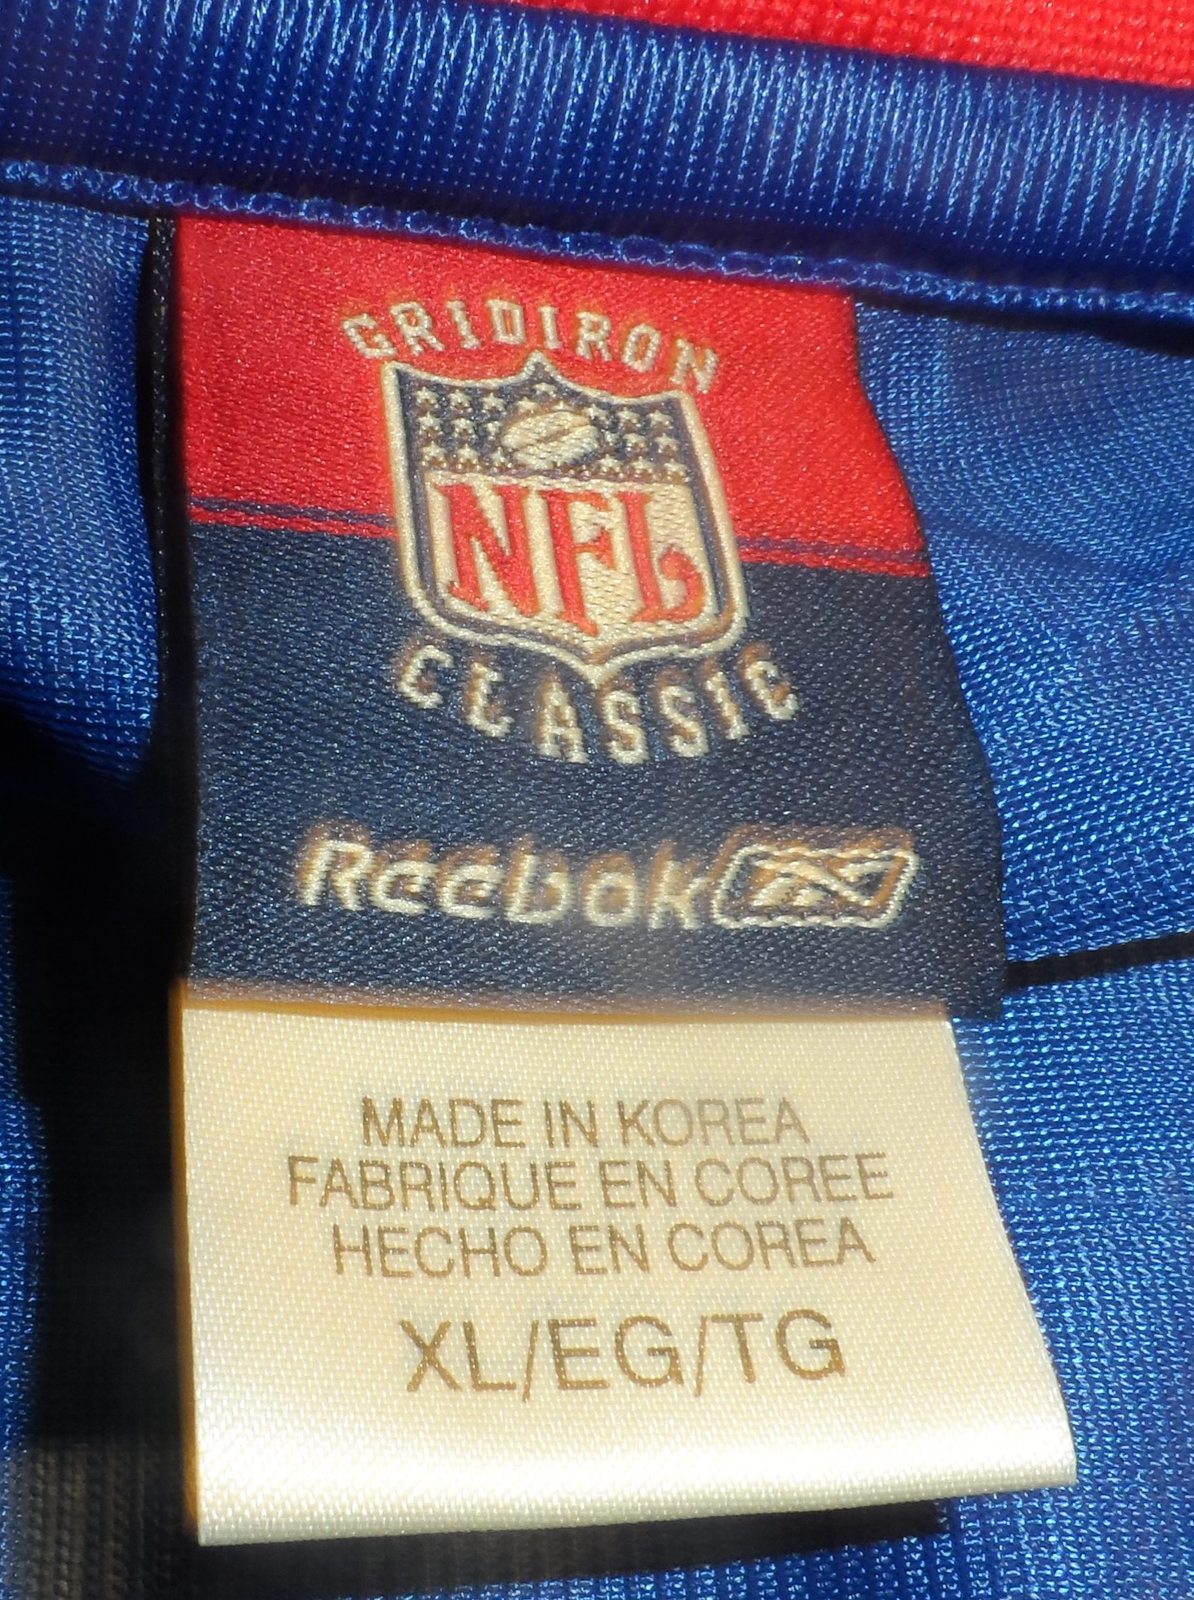 GRIDIRON
NFL
CLASSIC
Reebok
MADE IN KOREA
FABRIQUE EN COREE
HECHO EN COREA
XL/EG/TG